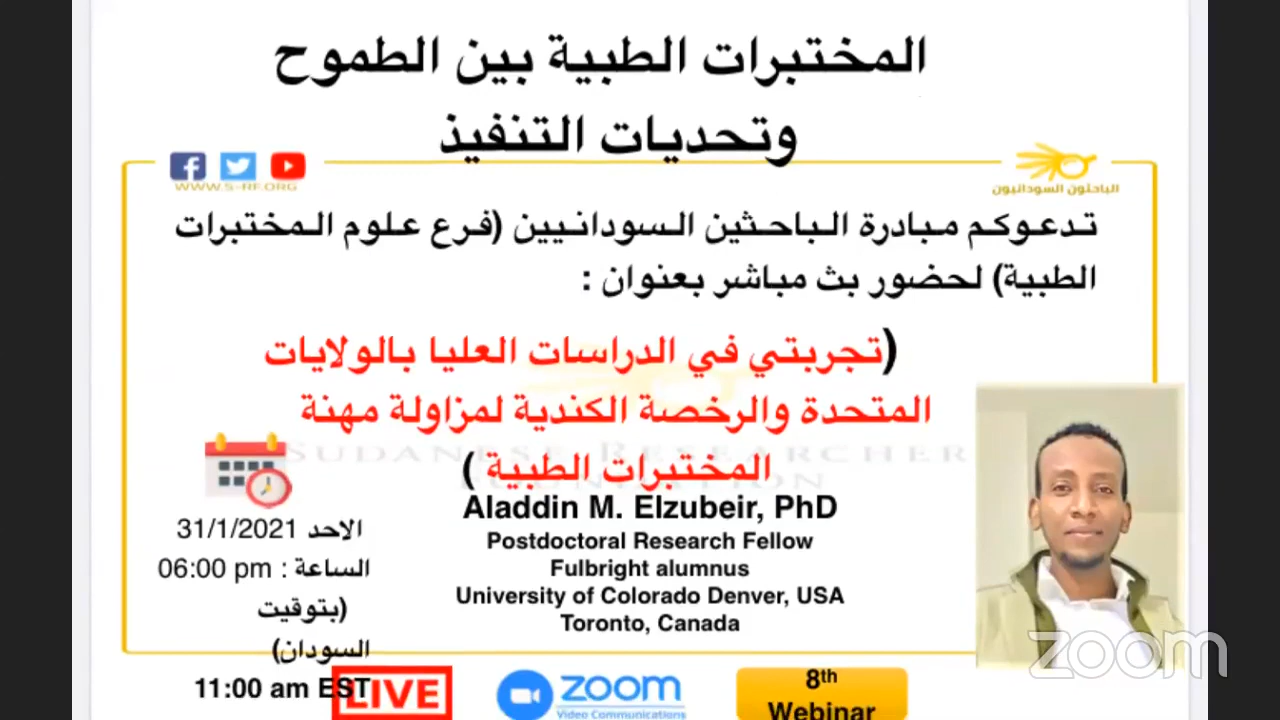 المختبرات الطبية بين الطموح
وتحديات التنفيذ
WWW.S-RF.ORG
الباحثون السودانيون
تدعوكم مبادرة الباحثين السودانيين (فرع علوم المختبرات
الطبية) لحضور بث مباشر بعنوان :
(تجربتي في الدراسات العليا بالولايات
المتحدة والرخصة الكندية لمزاولة مهنة
المختبرات الطبية )
SUDANESE RESEARCHERS
FOUNDATION
Aladdin M. Elzubeir, PhD
Postdoctoral Research Fellow
Fulbright alumnus
University of Colorado Denver, USA
Toronto, Canada
الاحد 31/1/2021
الساعة : 06:00 pm
(بتوقيت
السودان)
11:00 am EST
LIVE
zoom
Video Communications
8th
Webinar
zoom